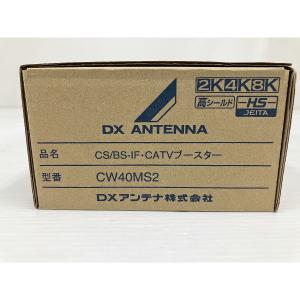 2K4K8K
高シールド HS
JEITA
DX ANTENNA
品名 CS/BS-IF・CATVブースター
型番 CW40MS2
DXアンテナ株式会社